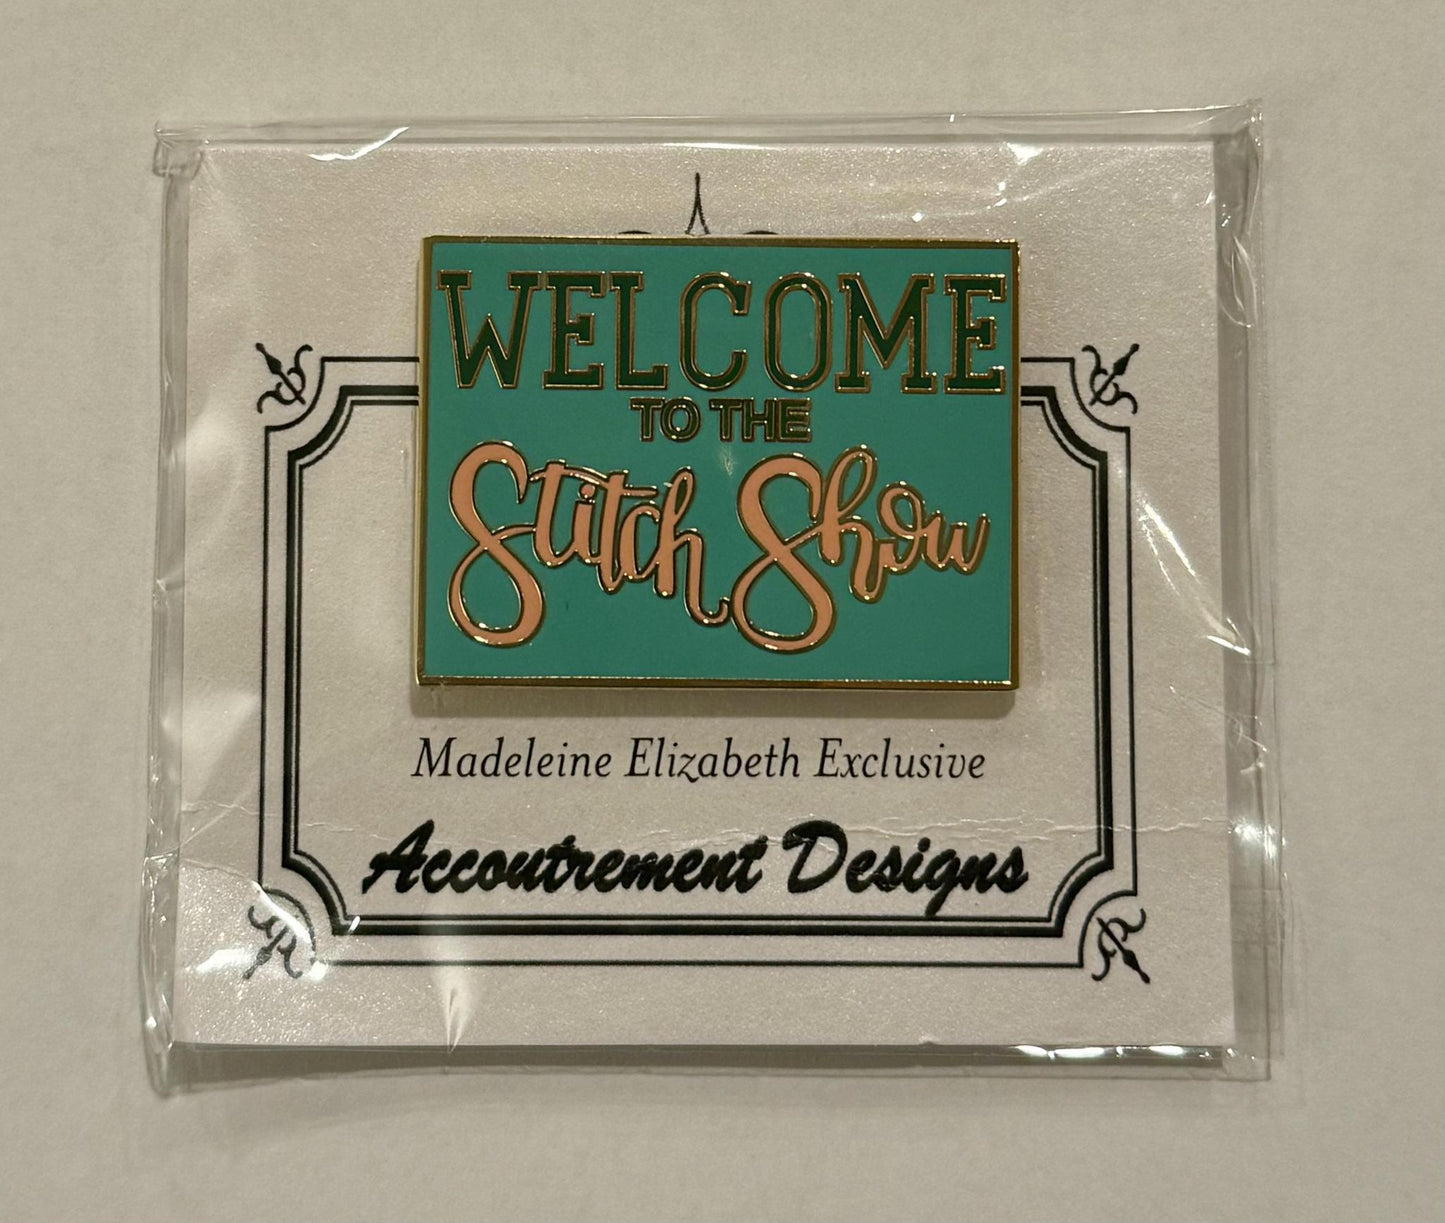 WELCOME
TO THE
Stitch Show
Madeleine Elizabeth Exclusive
Accoutrement Designs